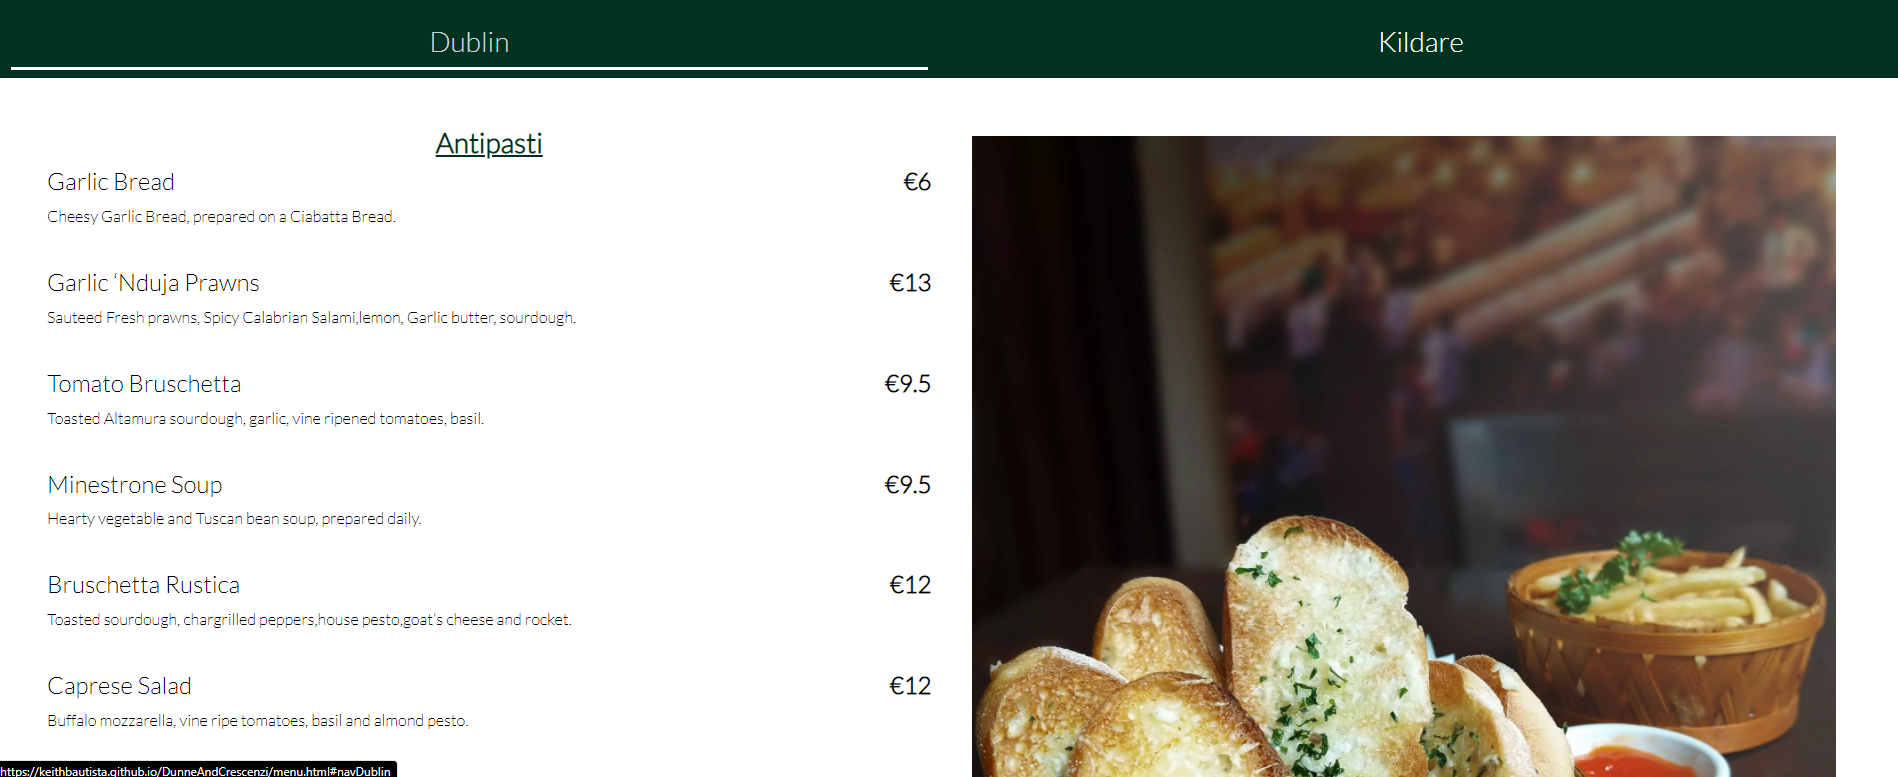 Dublin
Kildare
Antipasti
Garlic Bread €6
Cheesy Garlic Bread, prepared on a Ciabatta Bread.
Garlic ‘Nduja Prawns €13
Sauteed Fresh prawns, Spicy Calabrian Salami,lemon, Garlic butter, sourdough.
Tomato Bruschetta €9.5
Toasted Altamura sourdough, garlic, vine ripened tomatoes, basil.
Minestrone Soup €9.5
Hearty vegetable and Tuscan bean soup, prepared daily.
Bruschetta Rustica €12
Toasted sourdough, chargrilled peppers,house pesto,goat’s cheese and rocket.
Caprese Salad €12
Buffalo mozzarella, vine ripe tomatoes, basil and almond pesto.
https://keithbautista.github.io/DunneAndCrescenzi/menu.html#navDublin